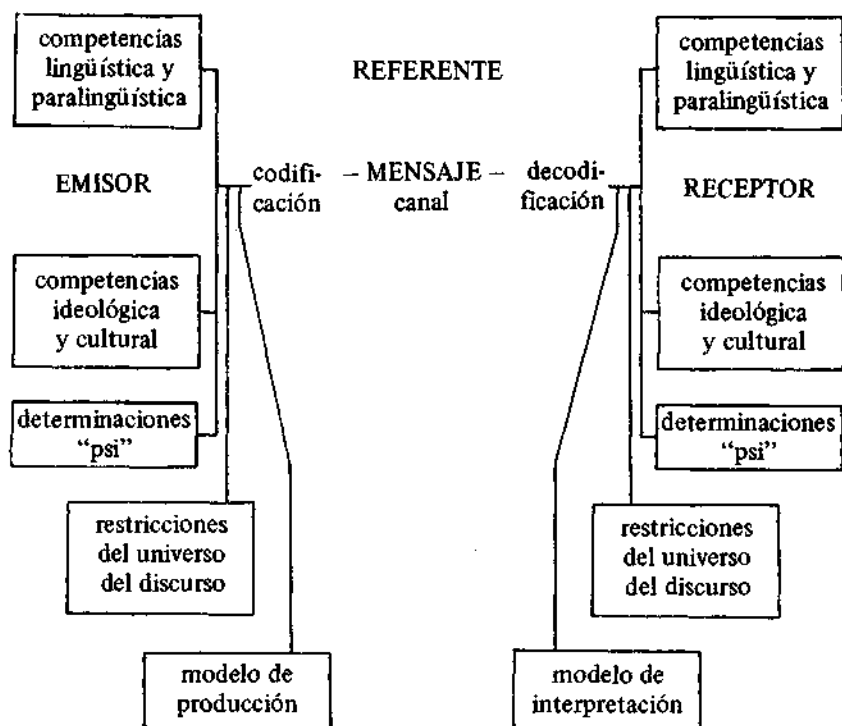 competencias
lingüística y
paralingüística
REFERENTE
competencias
lingüística y
paralingüística
EMISOR
codifi-
cación
– MENSAJE –
canal
decodi-
ficación
RECEPTOR
competencias
ideológica
y cultural
competencias
ideológica
y cultural
determinaciones
“psi”
determinaciones
“psi”
restricciones
del universo
del discurso
restricciones
del universo
del discurso
modelo de
producción
modelo de
interpretación